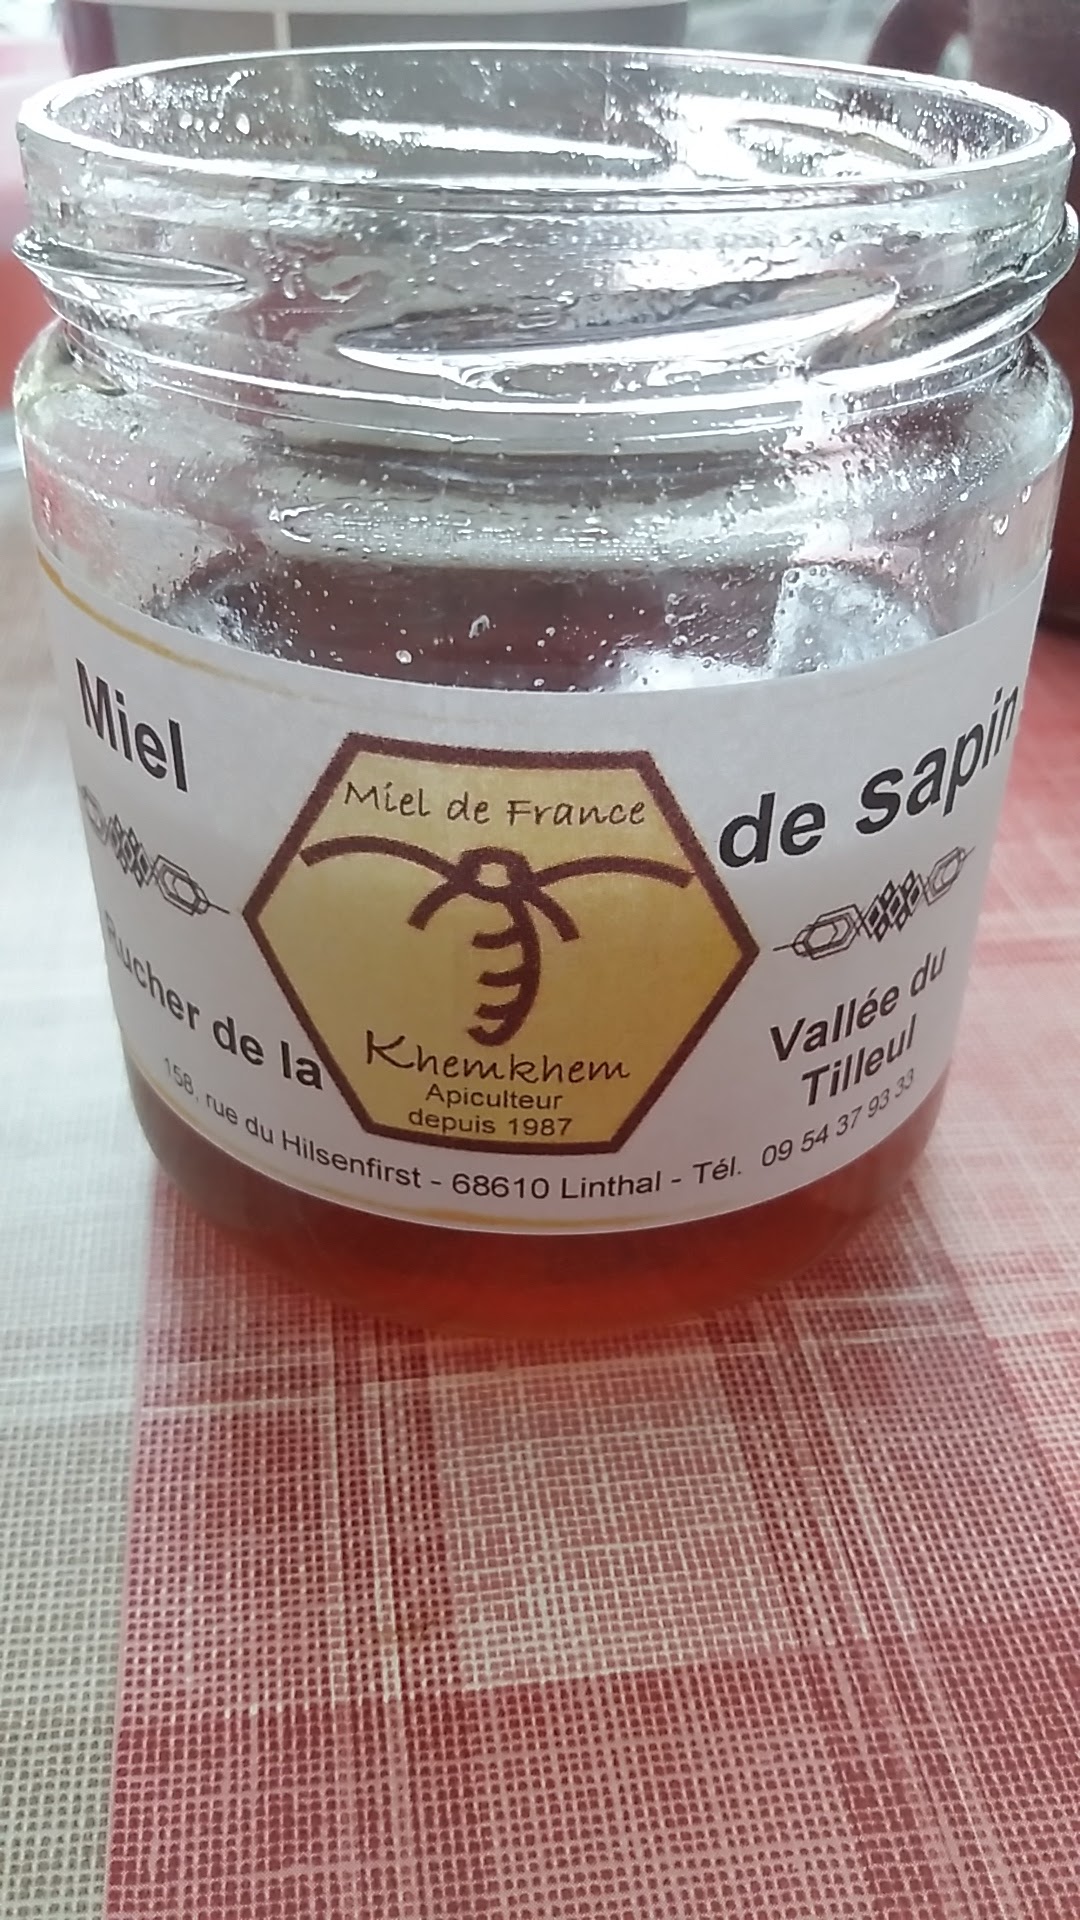 Miel de Sapin
Miel de France
Khemkhem
Apiculteur
depuis 1987
Rucher de la Vallée du
Tilleul
158, rue du Hilsenfirst - 68610 Linthal - Tél. 09 54 37 93 33